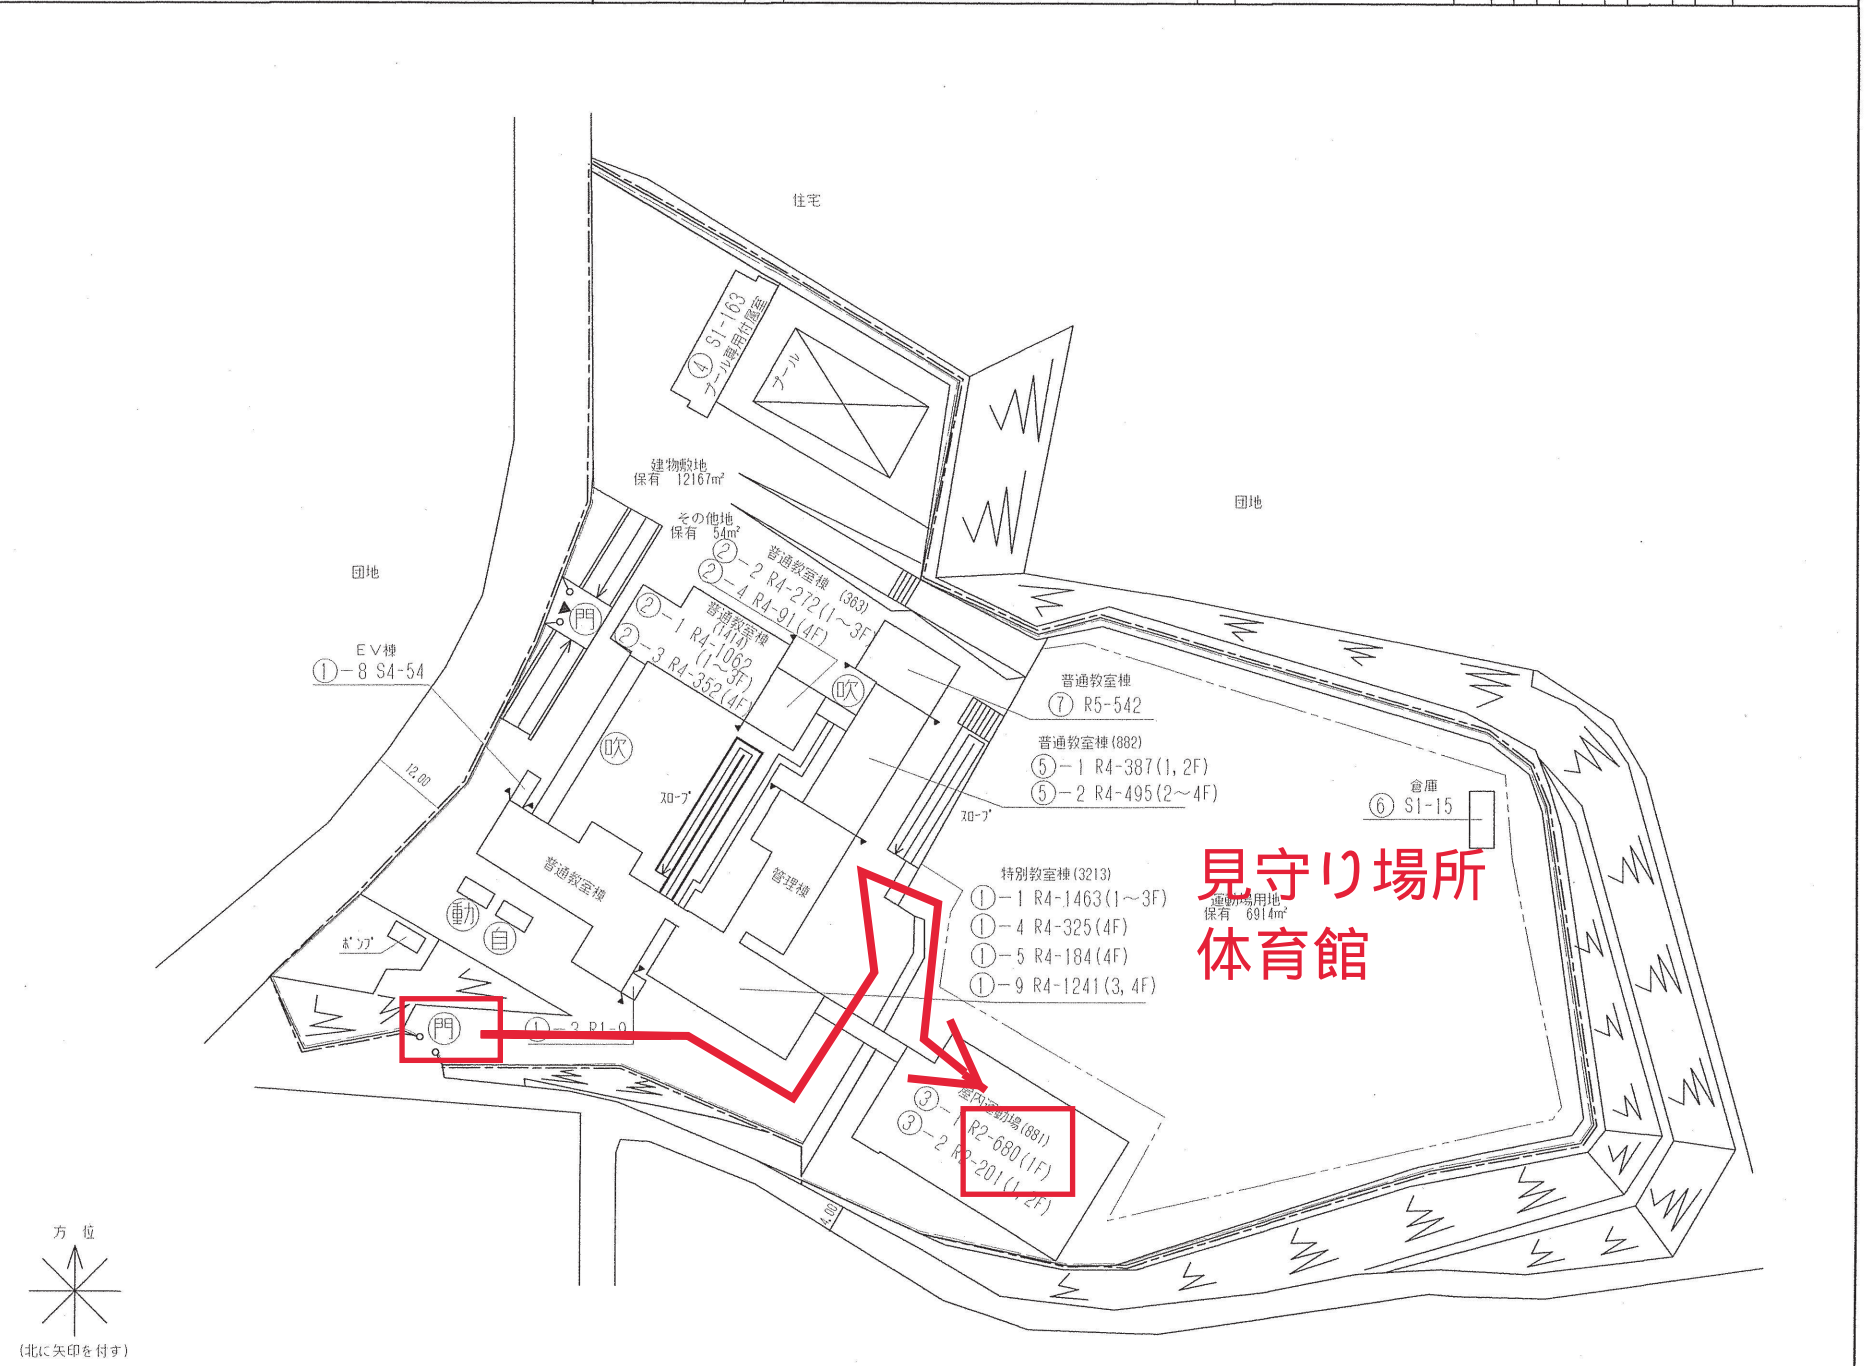 住宅
④ S1-163
プール専用付属室
プール
建物敷地
保有 12167㎡
その他地
保有 54㎡
団地
団地
普通教室棟 (363)
②-2 R4-272(1～3F)
②-4 R4-91(4F)
普通教室棟
(1414)
②-1 R4-1062
(1～3F)
②-3 R4-352(4F)
門
EV棟
①-8 S4-54
吹
吹
普通教室棟
⑦ R5-542
普通教室棟(882)
⑤-1 R4-387(1,2F)
⑤-2 R4-495(2～4F)
12.00
スロープ
スロープ
倉庫
⑥ S1-15
普通教室棟
管理棟
特別教室棟(3213)
①-1 R4-1463(1～3F)
①-4 R4-325(4F)
①-5 R4-184(4F)
①-9 R4-1241(3,4F)
見守り場所
運動場用地
保有 6914㎡
体育館
動
自
ポンプ
門
①-3 R1-9
屋内運動場(881)
③-1 R2-680(1F)
③-2 R2-201(1,2F)
4.00
方 位
(北に矢印を付す)